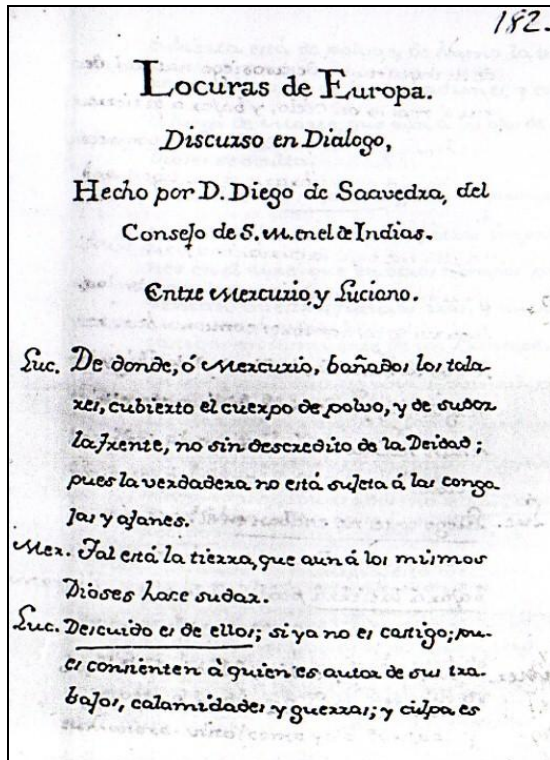 182.
Locuras de Europa.
Discurso en Dialogo,
Hecho por D. Diego de Saavedra, del
Consejo de S. M. en el de Indias.
Entre Mercurio, y Luciano.
Luc. De donde, ó Mercurio, bañados los tala-
res, cubierto el cuerpo de polvo, y de sudor
la frente, no sin descredito de la Deidad;
pues la verdadera no está sujeta á las congo
jas y afanes.
Mer. Tal está la tierra, que aun á los mismos
Dioses hace sudar.
Luc. Descuido es de ellos; si ya no es castigo; pu-
es consienten à quien es autor de sus tra-
bajos, calamidades y guerras; y culpa es